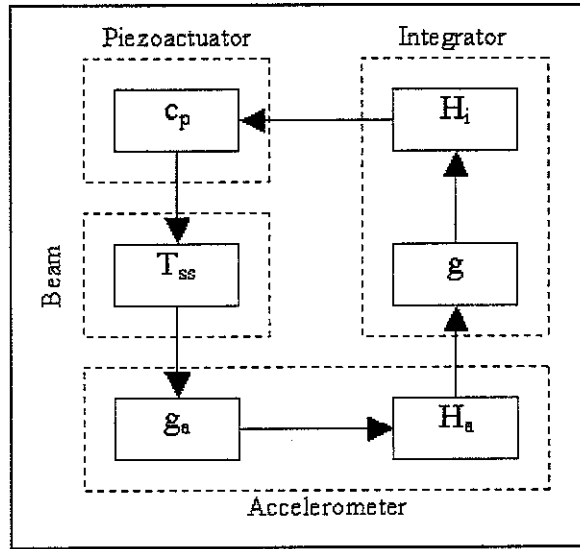 Piezoactuator
Integrator
c_p
H_i
Beam
T_ss
g
g_a
H_a
Accelerometer